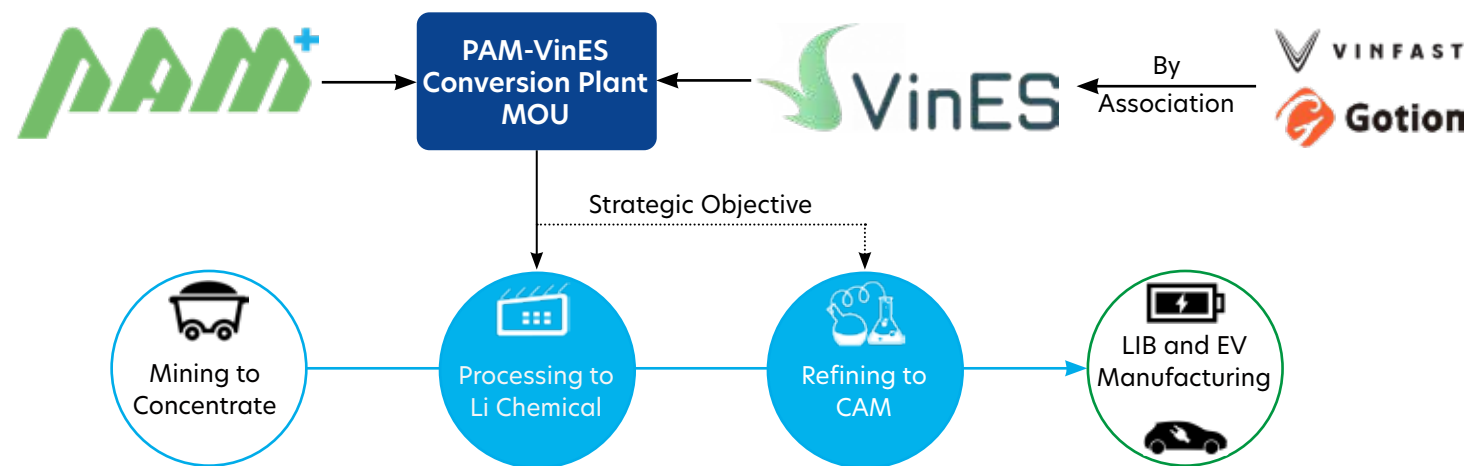 PAM+
PAM-VinES
Conversion Plant
MOU
VinES
By
Association
VINFAST
Gotion
Strategic Objective
Mining to
Concentrate
Processing to
Li Chemical
Refining to
CAM
LIB and EV
Manufacturing